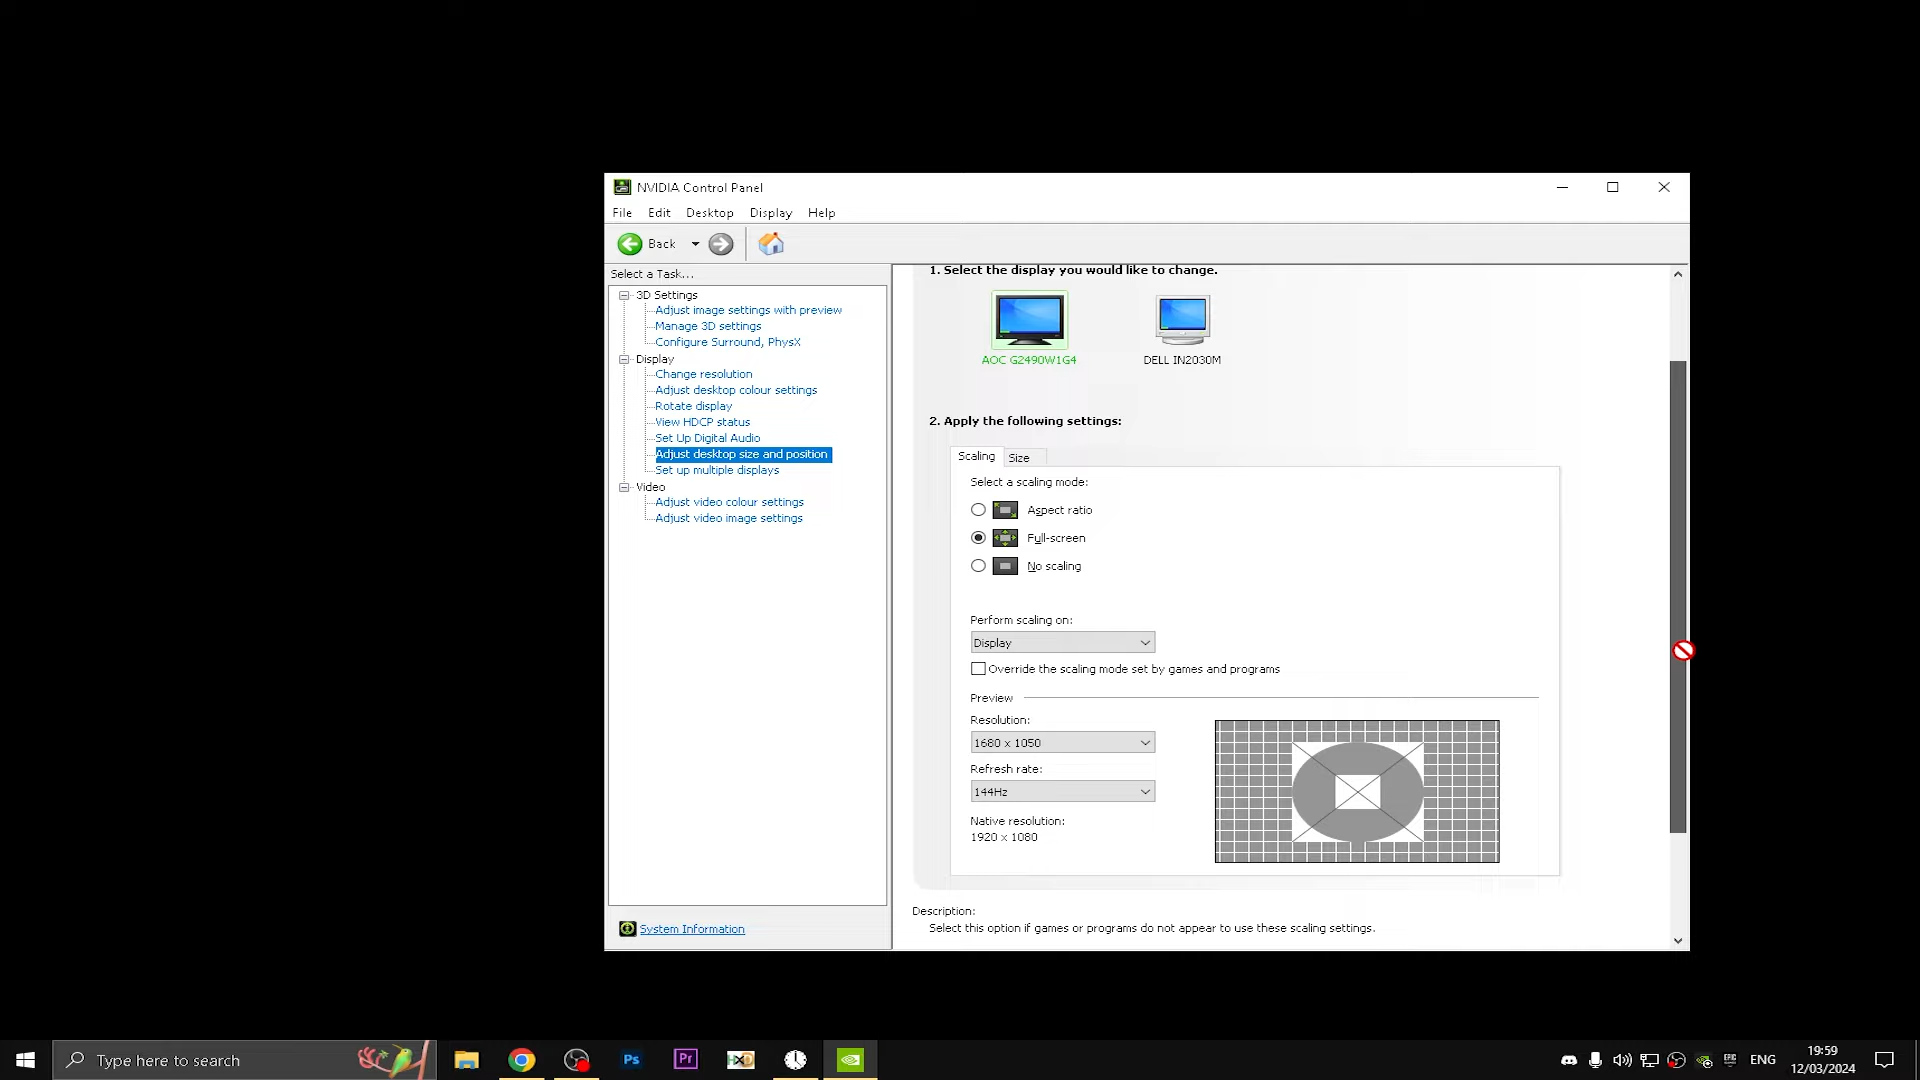 NVIDIA Control Panel
File Edit Desktop Display Help
Back
Select a Task...
3D Settings
Adjust image settings with preview
Manage 3D settings
Configure Surround, PhysX
Display
Change resolution
Adjust desktop colour settings
Rotate display
View HDCP status
Set Up Digital Audio
Adjust desktop size and position
Set up multiple displays
Video
Adjust video colour settings
Adjust video image settings
System Information
1. Select the display you would like to change.
AOC G2490W1G4 DELL IN2030M
2. Apply the following settings:
Scaling Size
Select a scaling mode:
Aspect ratio
Full-screen
No scaling
Perform scaling on:
Display
Override the scaling mode set by games and programs
Preview
Resolution:
1680 x 1050
Refresh rate:
144Hz
Native resolution:
1920 x 1080
Description:
Select this option if games or programs do not appear to use these scaling settings.
Type here to search
Ps
Pr
HxD
EPIC
ENG
19:59
12/03/2024